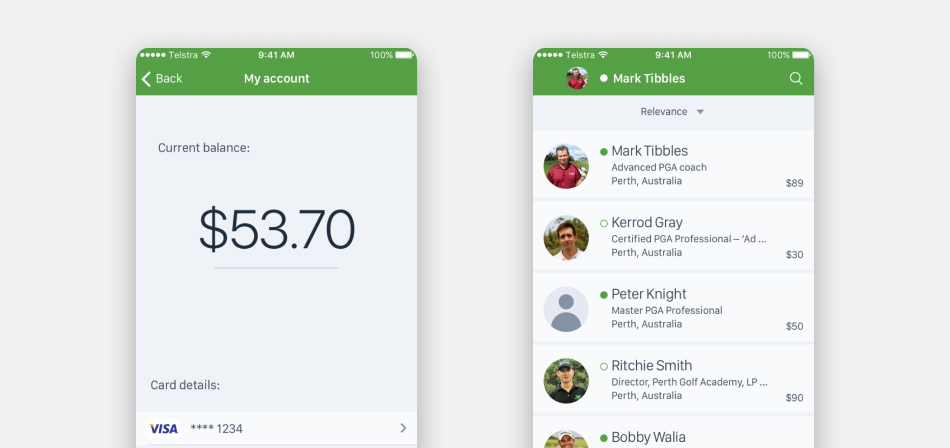 Telstra 9:41 AM 100%
Back My account
Current balance:
$53.70
Card details:
VISA **** 1234
Telstra 9:41 AM 100%
Mark Tibbles
Relevance
Mark Tibbles
Advanced PGA coach
Perth, Australia $89
Kerrod Gray
Certified PGA Professional – ‘Ad ...
Perth, Australia $30
Peter Knight
Master PGA Professional
Perth, Australia $50
Ritchie Smith
Director, Perth Golf Academy, LP ...
Perth, Australia $90
Bobby Walia